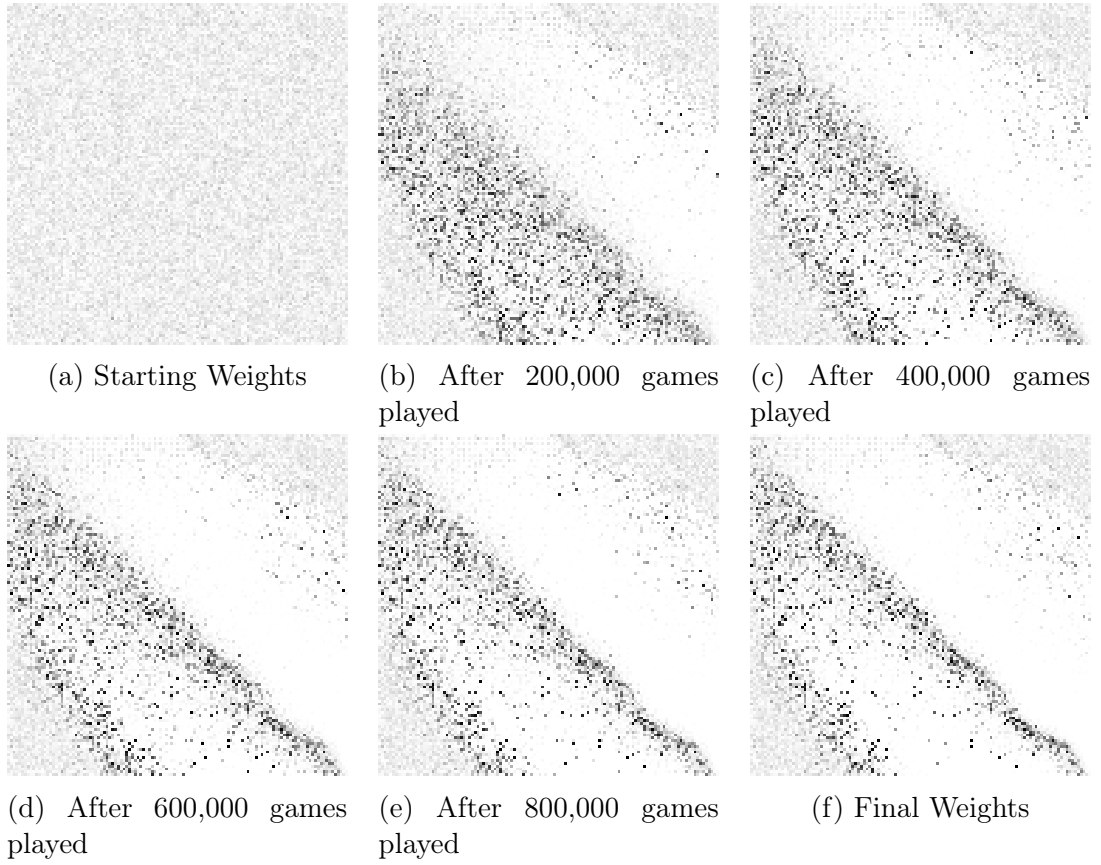 (a) Starting Weights
(b) After 200,000 games
played
(c) After 400,000 games
played
(d) After 600,000 games
played
(e) After 800,000 games
played
(f) Final Weights